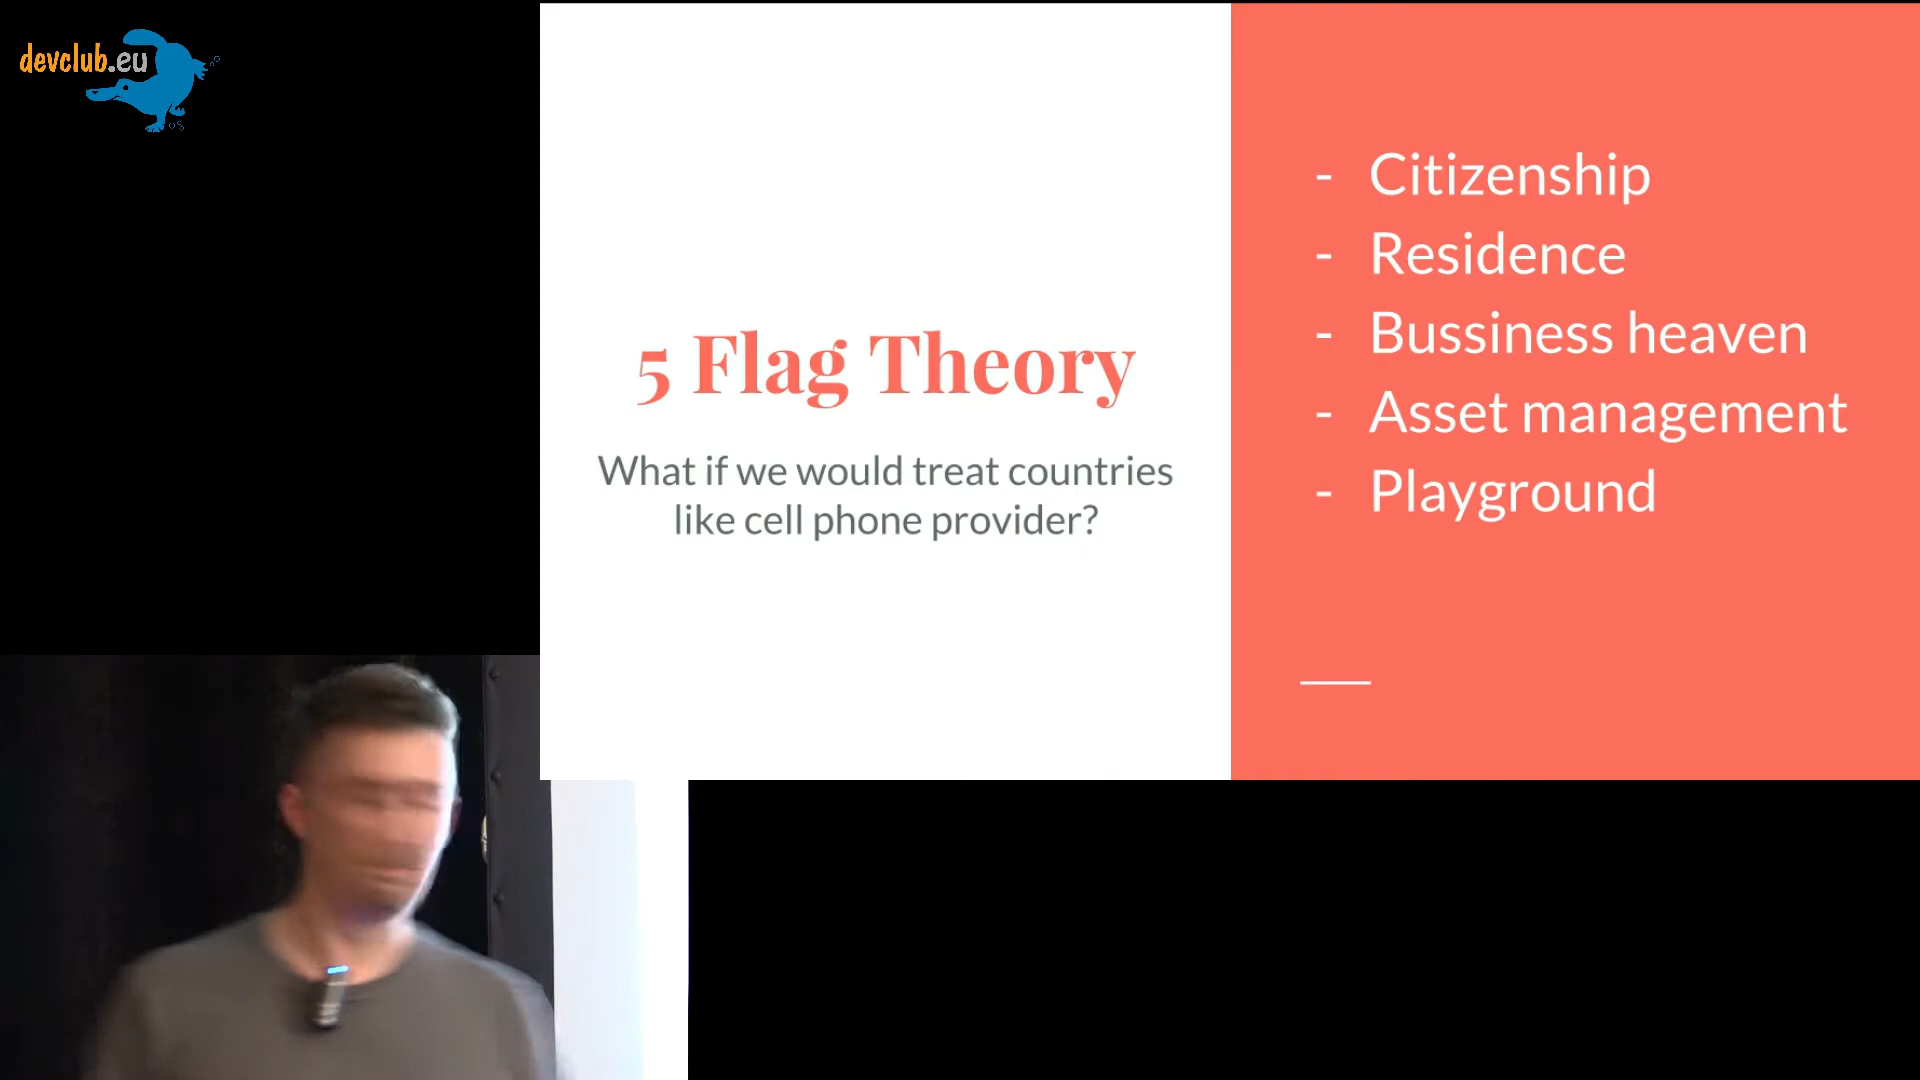 devclub.eu
5 Flag Theory
What if we would treat countries
like cell phone provider?
- Citizenship
- Residence
- Bussiness heaven
- Asset management
- Playground